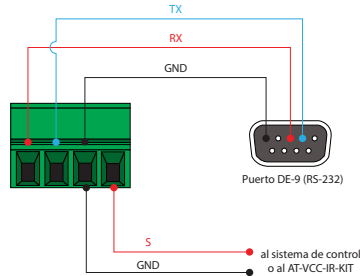 TX
RX
GND
Puerto DE-9 (RS-232)
S
al sistema de control
o al AT-VCC-IR-KIT
GND